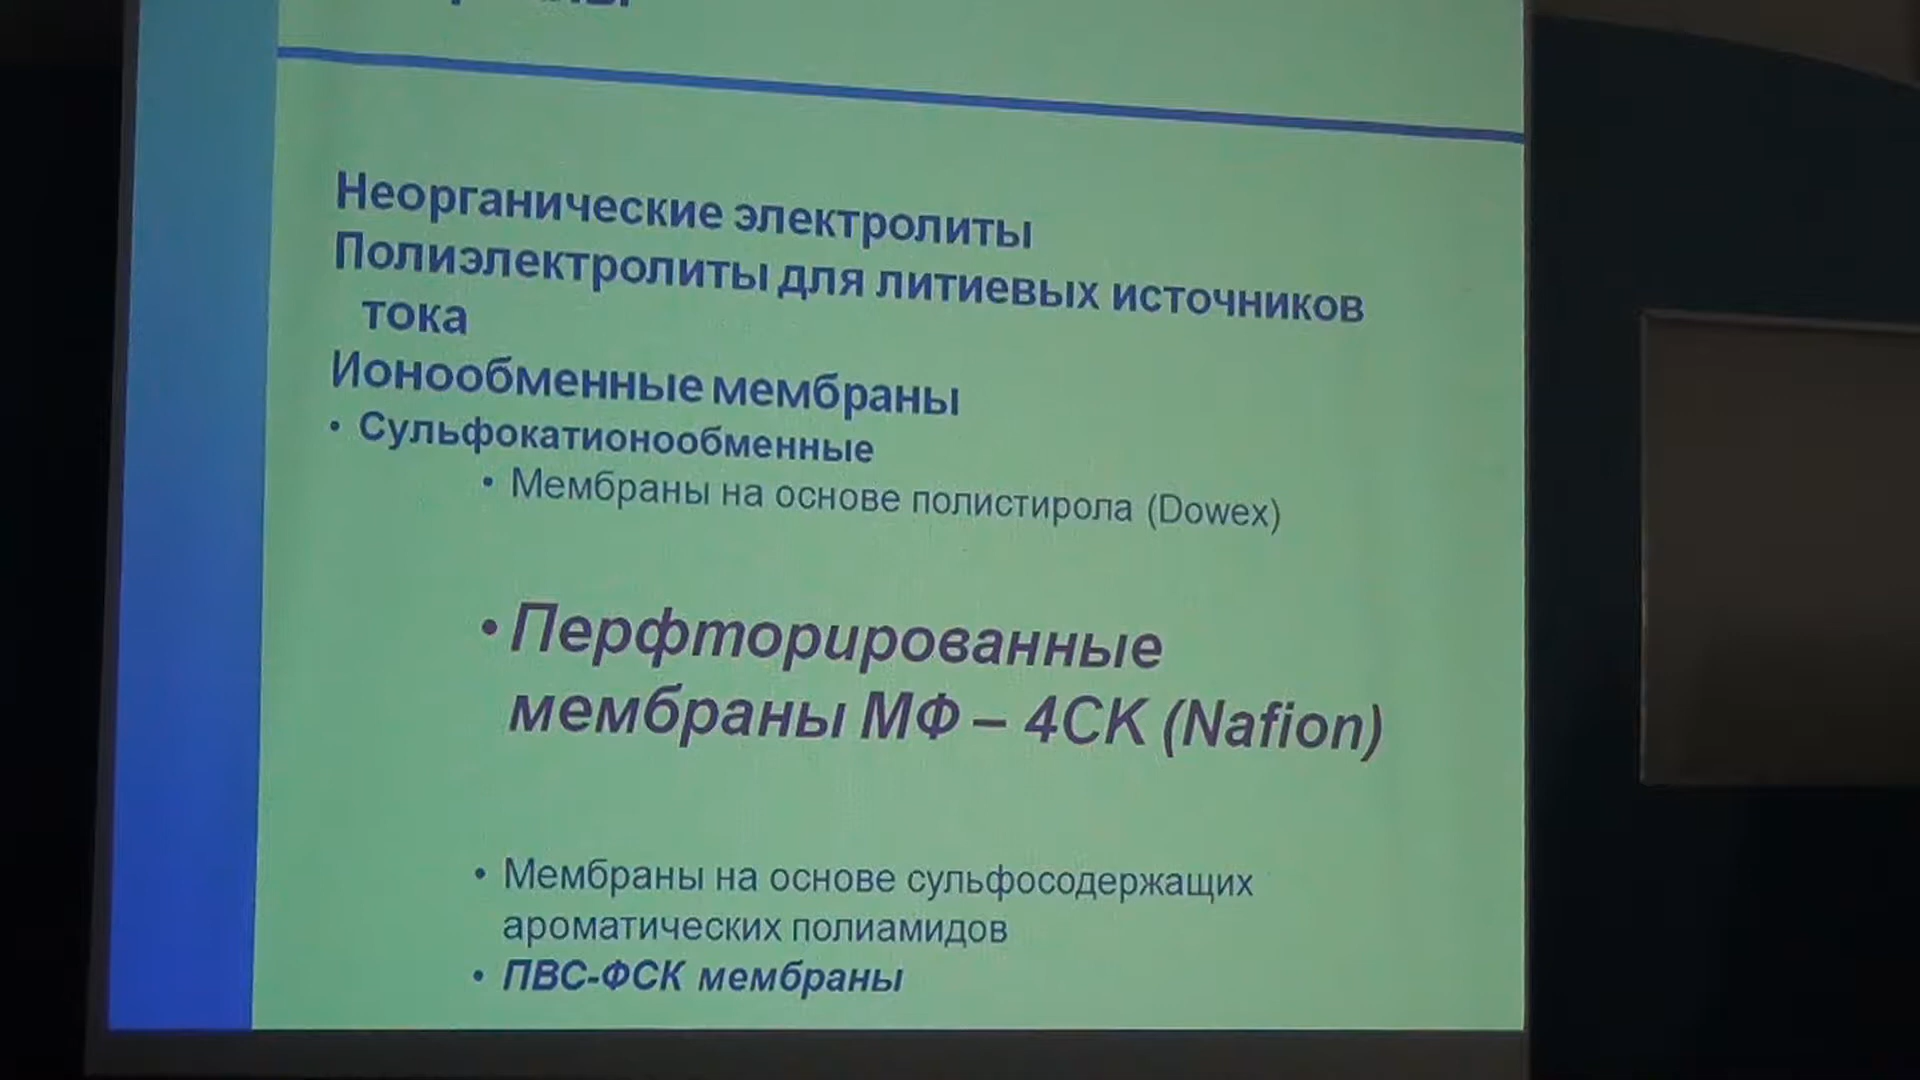 Неорганические электролиты
Полиэлектролиты для литиевых источников
тока
Ионообменные мембраны
• Сульфокатионообменные
• Мембраны на основе полистирола (Dowex)
• Перфторированные
мембраны МФ – 4СК (Nafion)
• Мембраны на основе сульфосодержащих
ароматических полиамидов
• ПВС-ФСК мембраны